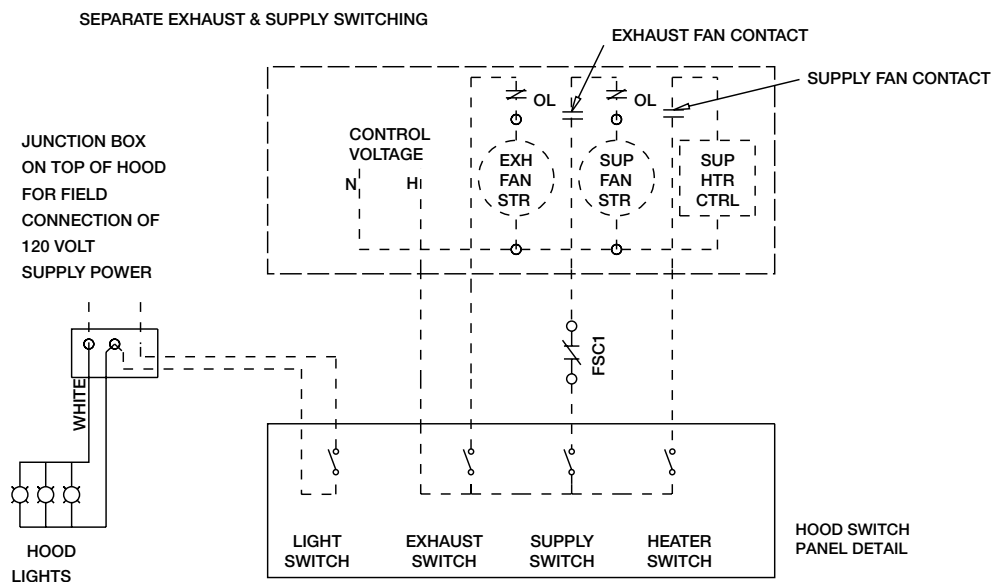 SEPARATE EXHAUST & SUPPLY SWITCHING
EXHAUST FAN CONTACT
SUPPLY FAN CONTACT
OL
OL
CONTROL
VOLTAGE
N
H
EXH
FAN
STR
SUP
FAN
STR
SUP
HTR
CTRL
JUNCTION BOX
ON TOP OF HOOD
FOR FIELD
CONNECTION OF
120 VOLT
SUPPLY POWER
FSC1
WHITE
LIGHT
SWITCH
EXHAUST
SWITCH
SUPPLY
SWITCH
HEATER
SWITCH
HOOD SWITCH
PANEL DETAIL
HOOD
LIGHTS